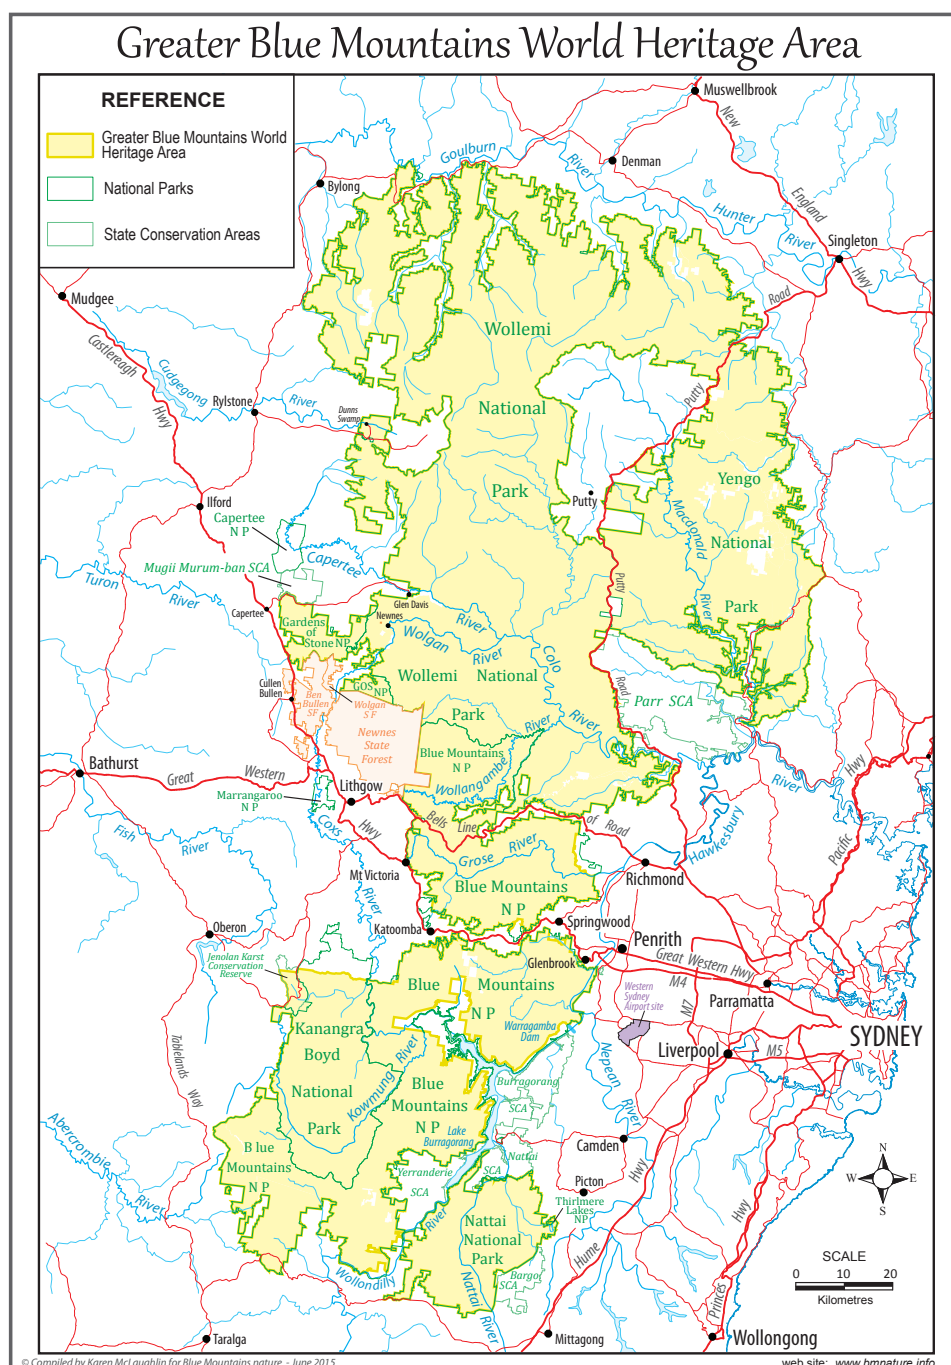 Greater Blue Mountains World Heritage Area
REFERENCE
Greater Blue Mountains World
Heritage Area
National Parks
State Conservation Areas
Muswellbrook
New
England
Hwy
Goulburn
River
Denman
Bylong
Hunter
River
Singleton
Mudgee
Castlereagh
Hwy
Cudgegong
River
Rylstone
Dunns
Swamp
Wollemi
National
Park
Road
Putty
Putty
Yengo
National
Park
Macdonald
River
Ilford
Capertee
N P
Mugii Murum-ban SCA
Capertee
River
Turon
River
Capertee
Glen Davis
Newnes
Gardens
of
Stone NP
Wolgan
River
Colo
River
Putty
Road
Wollemi National
Park
GOS NP
Cullen
Bullen
Ben
Bullen
SF
Wolgan
S F
Newnes
State
Forest
Parr SCA
Blue Mountains
N P
River
Wollangambe
Bathurst
Great
Western
Hwy
Lithgow
Marrangaroo
N P
Coxs
River
Bells
Line
of Road
Hawkesbury
River
Pacific
Hwy
Fish
River
Mt Victoria
Grose River
Blue Mountains
N P
Richmond
Oberon
Katoomba
Springwood
Penrith
Glenbrook
Great Western Hwy
M4
M7
Parramatta
Jenolan Karst
Conservation
Reserve
Blue
Mountains
N P
Western
Sydney
Airport site
Warragamba
Dam
SYDNEY
Liverpool
M5
Kanangra
Boyd
National
Park
Kowmung
River
Blue
Mountains
N P
Lake
Burragorang
Burragorang
SCA
Nepean
River
Tablelands
Way
Abercrombie
River
Blue
Mountains
N P
Yerranderie
SCA
Nattai
SCA
Camden
Picton
Thirlmere
Lakes
NP
Hwy
Hume
Hwy
Princes
Nattai
National
Park
Bargo
SCA
River
Wollondilly
Nattai
River
N
W
E
S
SCALE
0 10 20
Kilometres
Taralga
Mittagong
Wollongong
© Compiled by Karen McLaughlin for Blue Mountains nature - June 2015
web site: www.bmnature.info